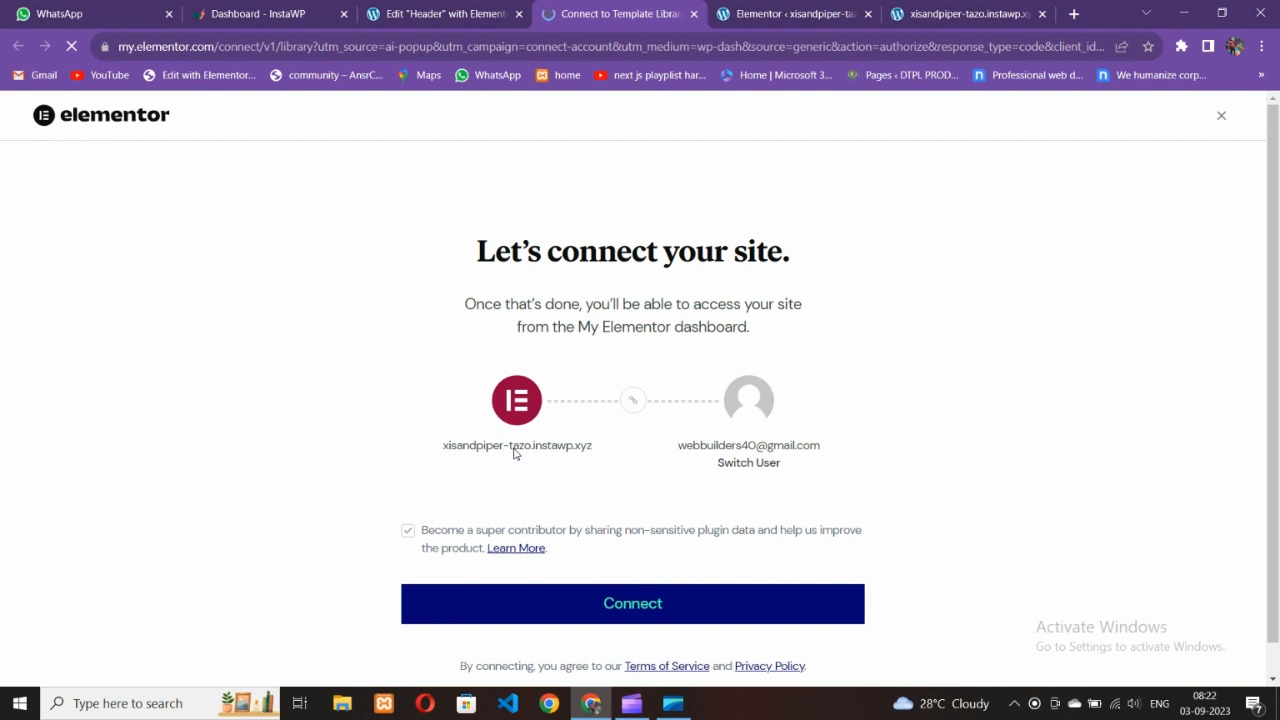 WhatsApp
Dashboard - InstaWP
Edit "Header" with Elementor
Connect to Template Librar
Elementor ‹ xisandpiper-taz
xisandpiper-tazo.instawp.xy
my.elementor.com/connect/v1/library?utm_source=ai-popup&utm_campaign=connect-account&utm_medium=wp-dash&source=generic&action=authorize&response_type=code&client_id...
Gmail
YouTube
Edit with Elementor...
community – AnsrC...
Maps
WhatsApp
home
next js playlist har...
Home | Microsoft 3...
Pages ‹ DTPL PROD...
Professional web d...
We humanize corp...
»
elementor
Let's connect your site.
Once that's done, you'll be able to access your site
from the My Elementor dashboard.
xisandpiper-tazo.instawp.xyz
webbuilders40@gmail.com
Switch User
Become a super contributor by sharing non-sensitive plugin data and help us improve
the product. Learn More.
Connect
By connecting, you agree to our Terms of Service and Privacy Policy.
Activate Windows
Go to Settings to activate Windows.
Type here to search
28°C Cloudy
ENG
08:22
03-09-2023
7